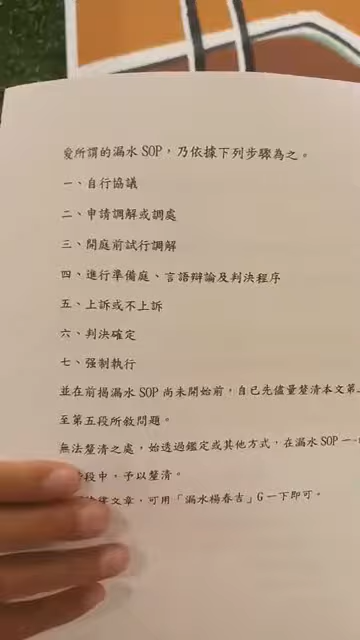 爰所謂的漏水 SOP，乃依據下列步驟為之。
一、自行協議
二、申請調解或調處
三、開庭前試行調解
四、進行準備庭、言語辯論及判決程序
五、上訴或不上訴
六、判決確定
七、強制執行
並在前揭漏水 SOP 尚未開始前，自己先儘量釐清本文第
至第五段所敘問題。
無法釐清之處，始透過鑑定或其他方式，在漏水 SOP 一
段中，予以釐清。
文章，可用「漏水楊春吉」G 一下即可。